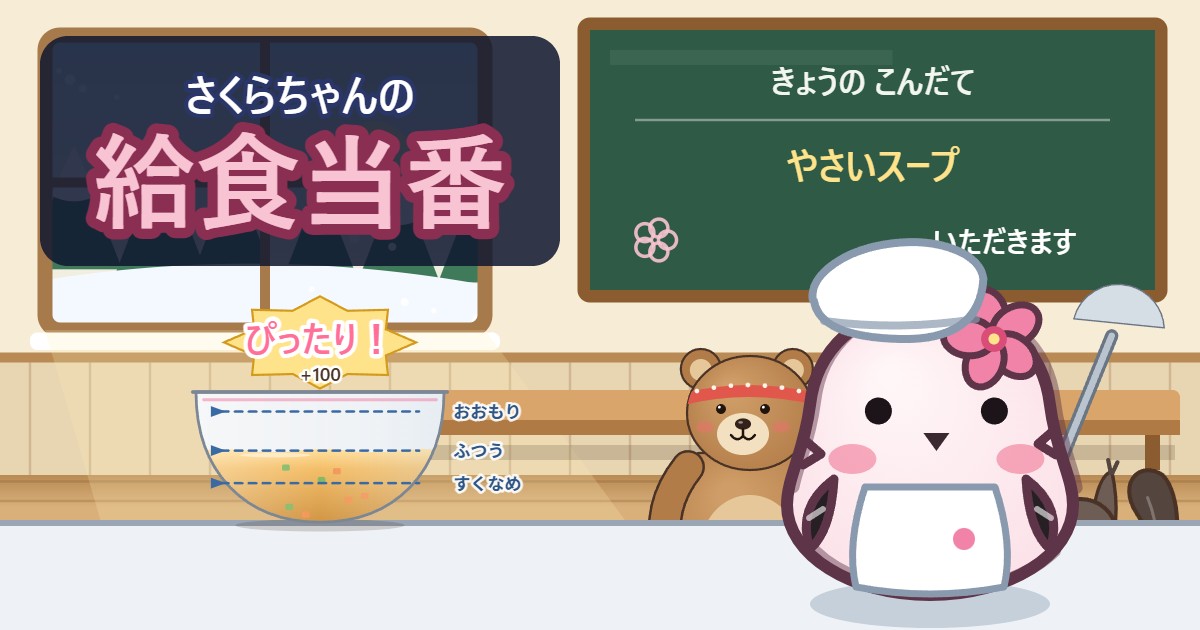 さくらちゃんの
給食当番
きょうの こんだて
やさいスープ
いただきます
ぴったり！
+100
おおもり
ふつう
すくなめ